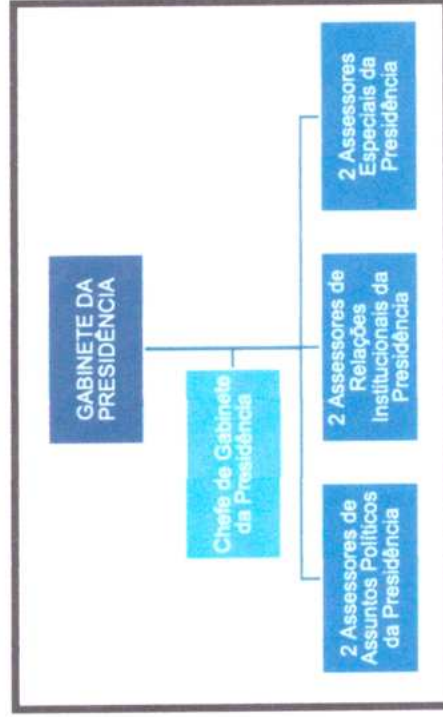 GABINETE DA
PRESIDÊNCIA
Chefe de Gabinete
da Presidência
2 Assessores de
Assuntos Políticos
da Presidência
2 Assessores de
Relações
Institucionais da
Presidência
2 Assessores
Especiais da
Presidência